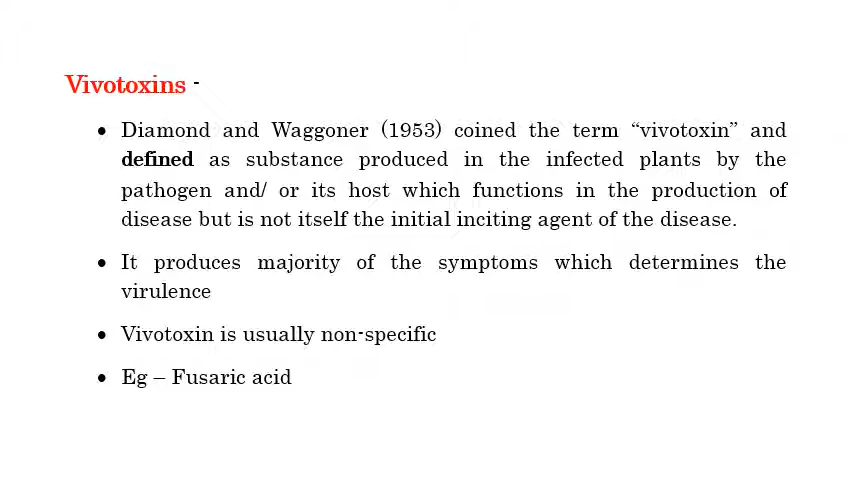 Vivotoxins -
• Diamond and Waggoner (1953) coined the term “vivotoxin” and
defined as substance produced in the infected plants by the
pathogen and/ or its host which functions in the production of
disease but is not itself the initial inciting agent of the disease.
• It produces majority of the symptoms which determines the
virulence
• Vivotoxin is usually non-specific
• Eg – Fusaric acid